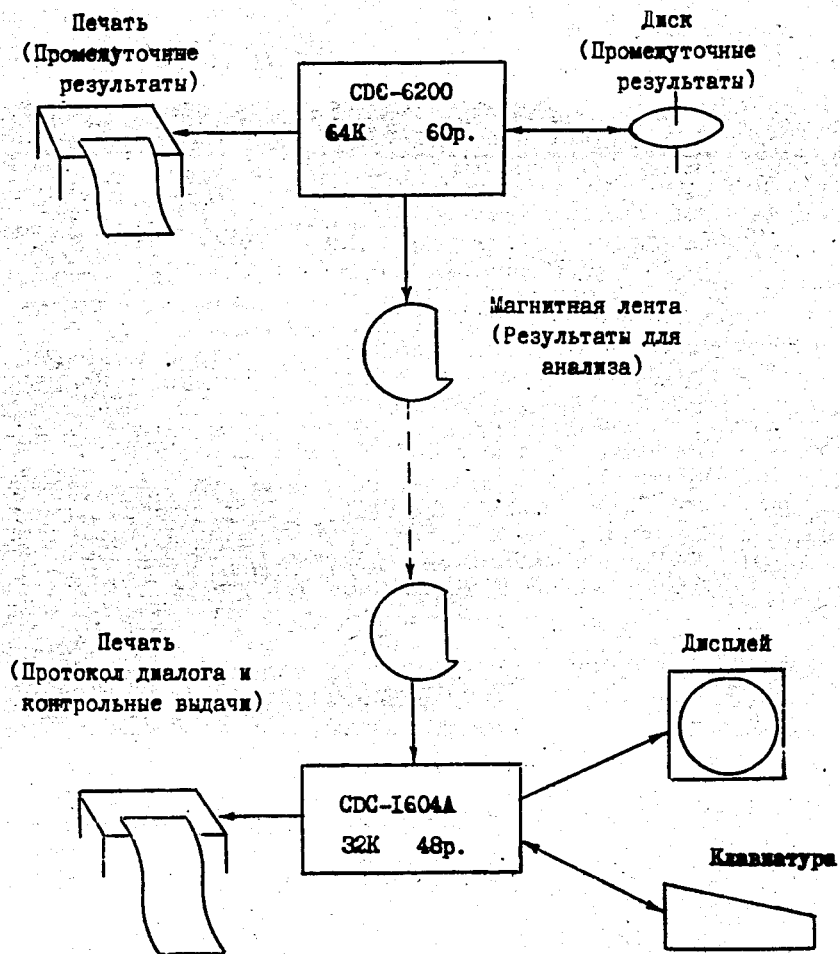 Печать
(Промежуточные
результаты)
Диск
(Промежуточные
результаты)
CDC-6200
64K 60р.
Магнитная лента
(Результаты для
анализа)
Печать
(Протокол диалога и
контрольные выдачи)
Дисплей
CDC-I604A
32K 48р.
Клавиатура